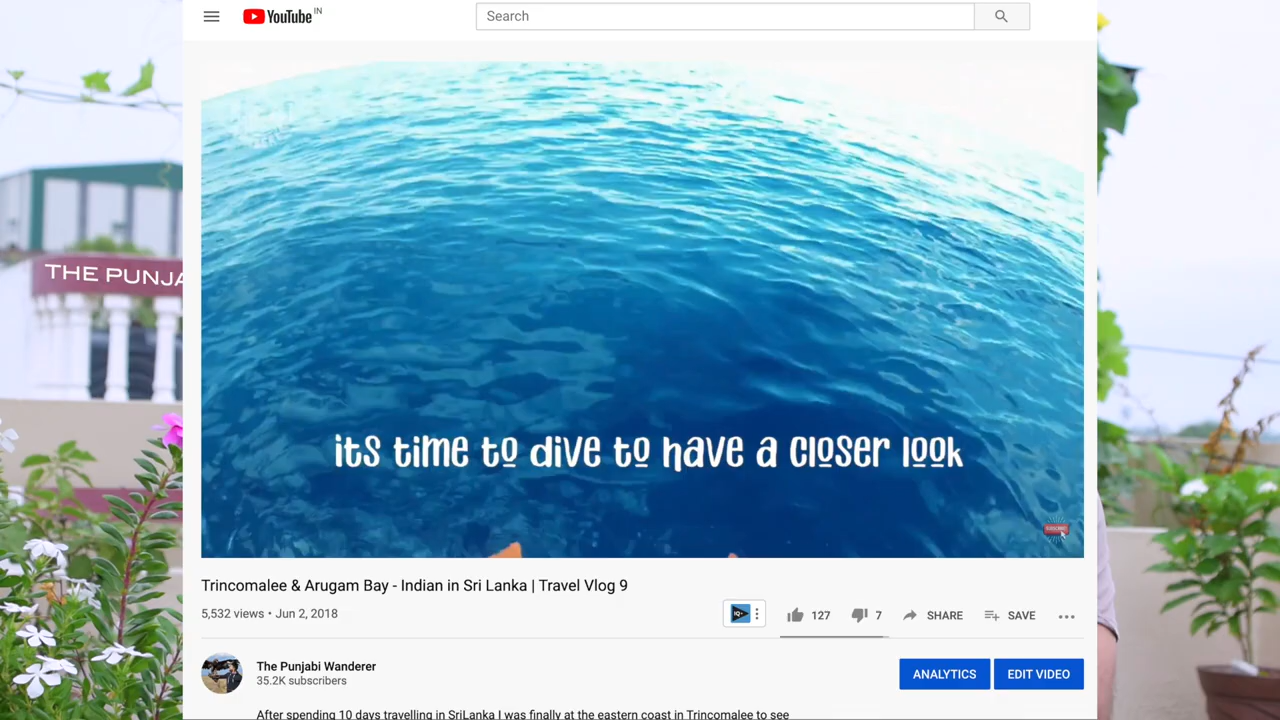 YouTube IN
Search
THE PUNJA
its time to dive to have a closer look
SUBSCRIBE
Trincomalee & Arugam Bay - Indian in Sri Lanka | Travel Vlog 9
5,532 views • Jun 2, 2018
IQ
127
7
SHARE
SAVE
The Punjabi Wanderer
35.2K subscribers
ANALYTICS
EDIT VIDEO
After spending 10 days travelling in SriLanka I was finally at the eastern coast in Trincomalee to see